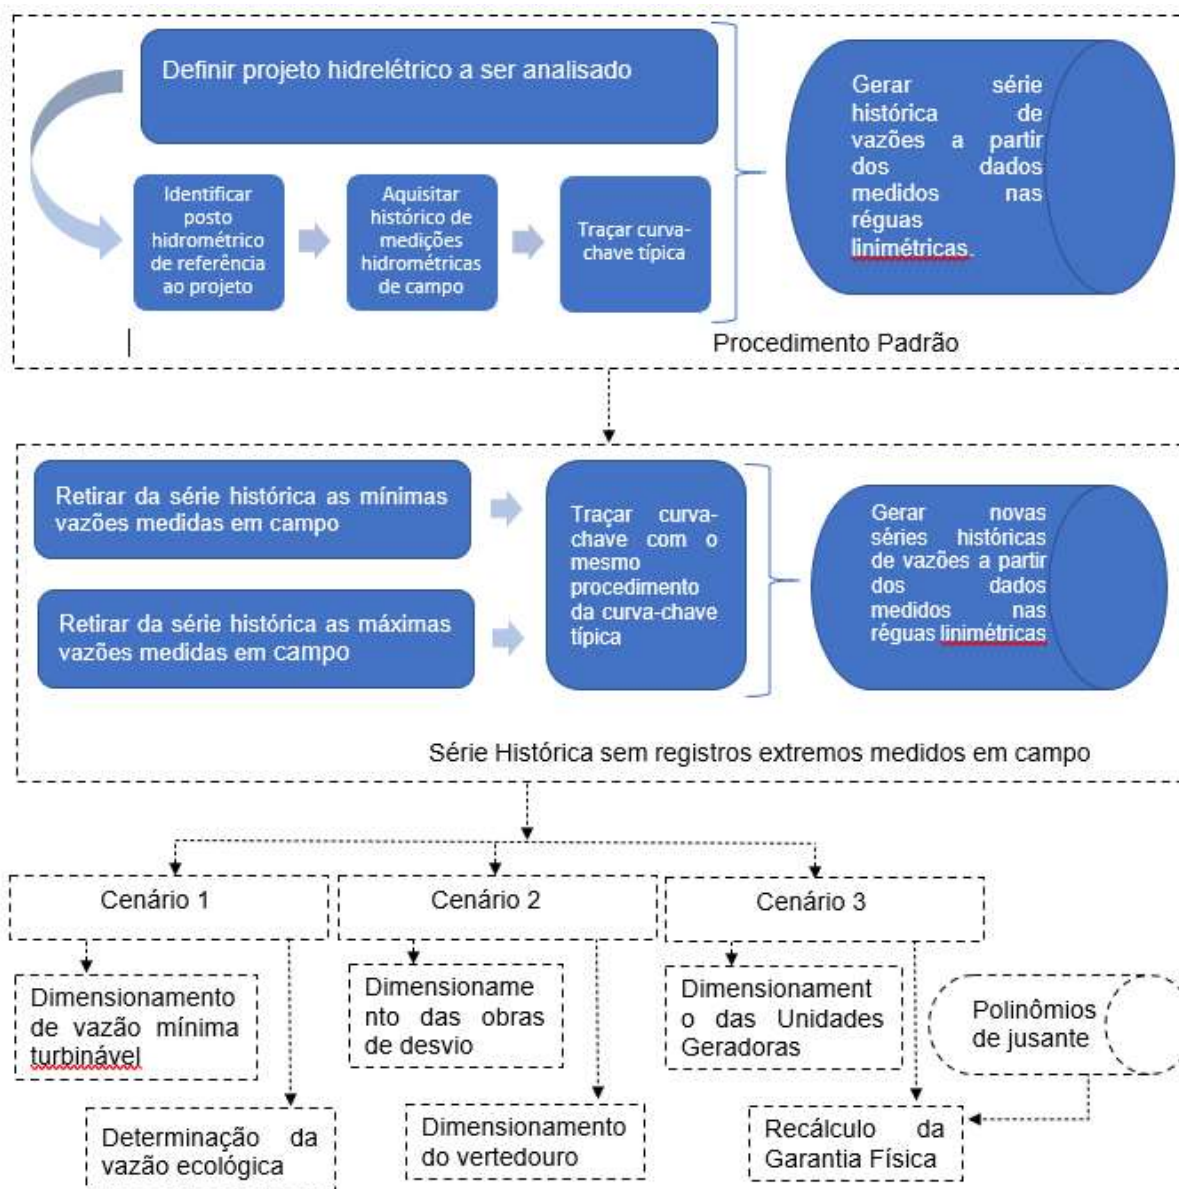 Definir projeto hidrelétrico a ser analisado
Identificar
posto
hidrométrico
de referência
ao projeto
Aquisitar
histórico de
medições
hidrométricas
de campo
Traçar curva-
chave típica
Gerar série
histórica de
vazões a partir
dos dados
medidos nas
réguas
linimétricas.
Procedimento Padrão
Retirar da série histórica as mínimas
vazões medidas em campo
Retirar da série histórica as máximas
vazões medidas em campo
Traçar curva-
chave com o
mesmo
procedimento
da curva-chave
típica
Gerar novas
séries históricas
de vazões a partir
dos dados
medidos nas
réguas linimétricas
Série Histórica sem registros extremos medidos em campo
Cenário 1
Cenário 2
Cenário 3
Dimensionamento
de vazão mínima
turbinável
Dimensioname
nto das obras
de desvio
Dimensionament
o das Unidades
Geradoras
Polinômios
de jusante
Determinação da
vazão ecológica
Dimensionamento
do vertedouro
Recálculo da
Garantia Física